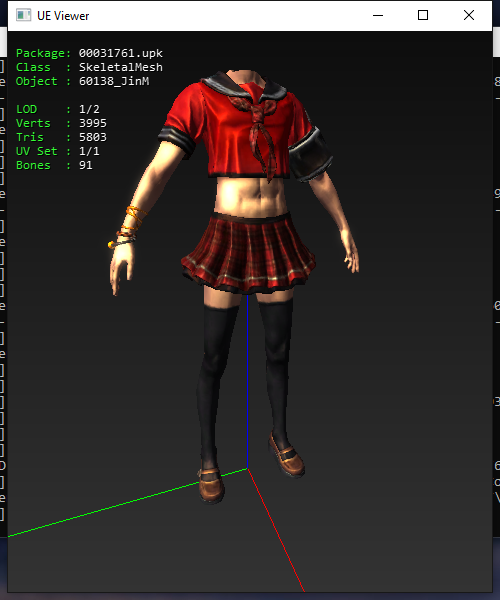 UE Viewer
Package: 00031761.upk
Class : SkeletalMesh
Object : 60138_JinM
LOD : 1/2
Verts : 3995
Tris : 5803
UV Set : 1/1
Bones : 91